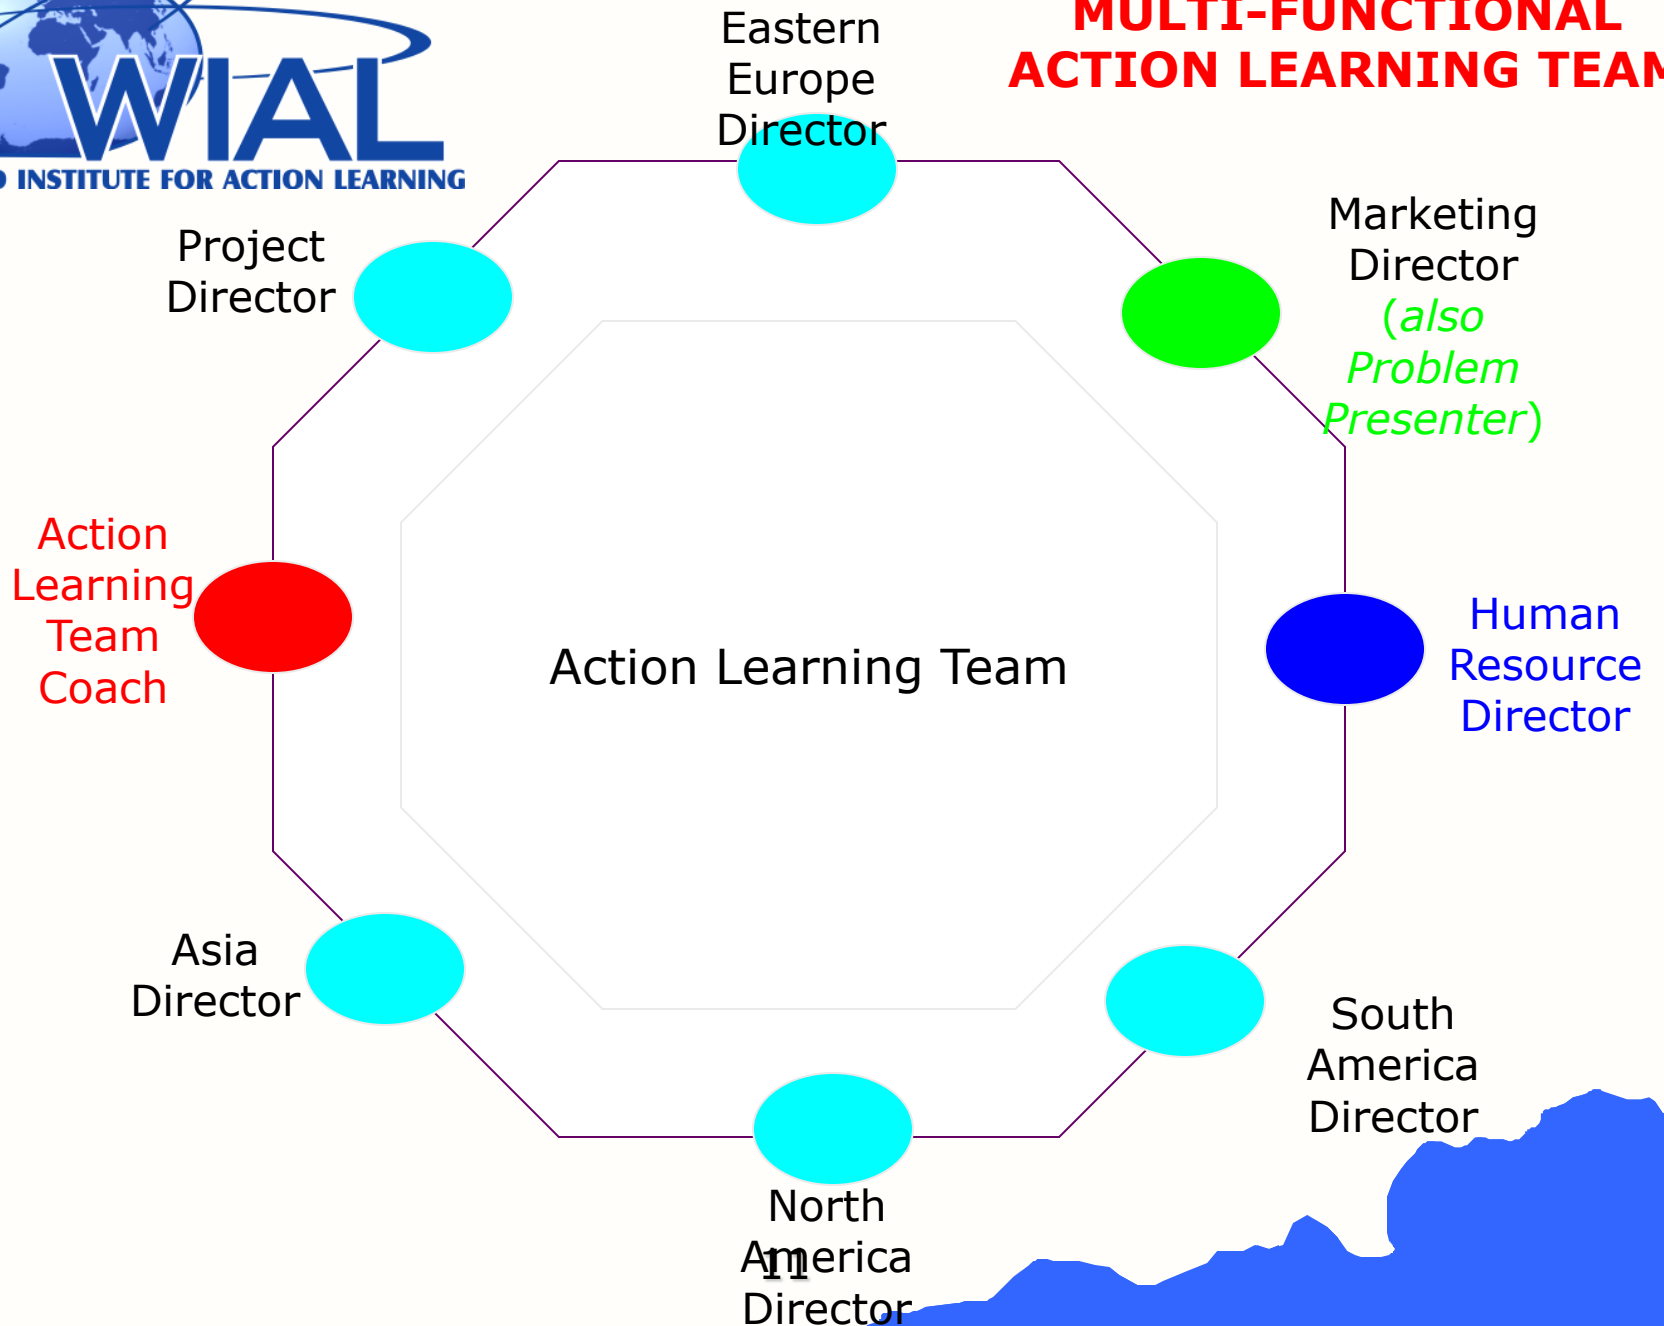 WIAL
INSTITUTE FOR ACTION LEARNING
MULTI-FUNCTIONAL
ACTION LEARNING TEAM
Eastern
Europe
Director
Marketing
Director
(also
Problem
Presenter)
Project
Director
Action
Learning
Team
Coach
Action Learning Team
Human
Resource
Director
Asia
Director
South
America
Director
North
America
Director
11